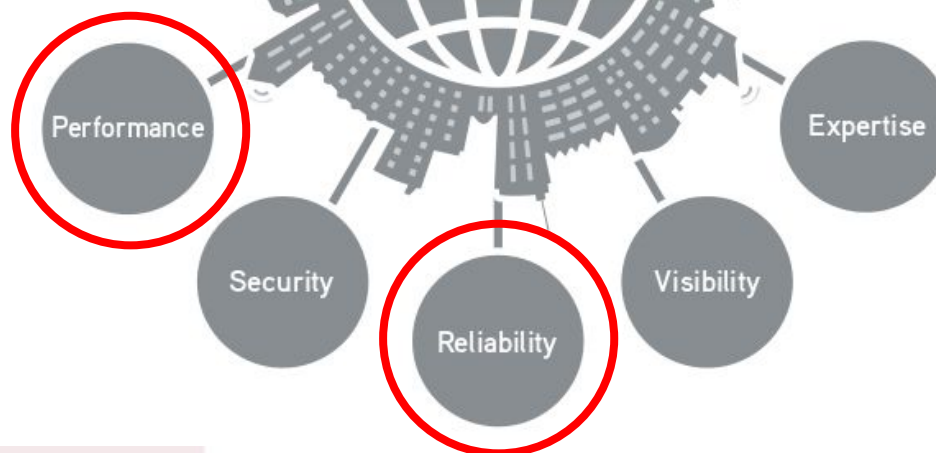 Performance
Security
Reliability
Visibility
Expertise